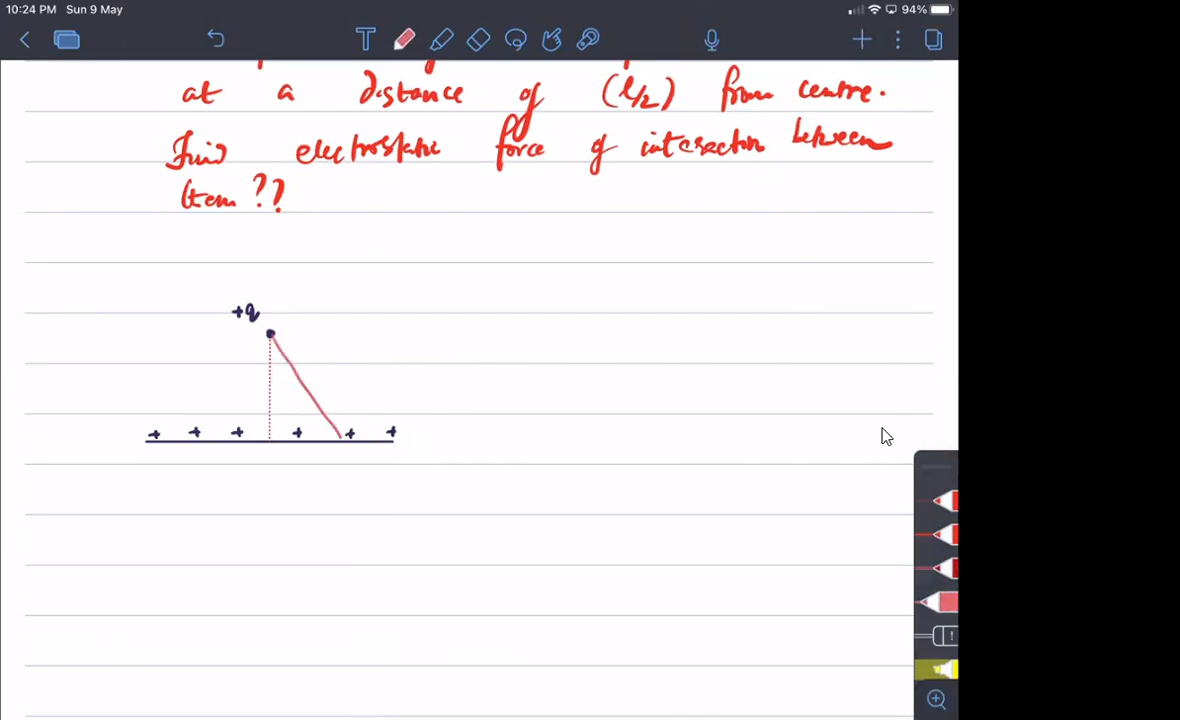 10:24 PM Sun 9 May
94%
T
at a distance of (l/2) from centre.
Find electrostatic force of interaction between
them ??
+q
+ + + + + +